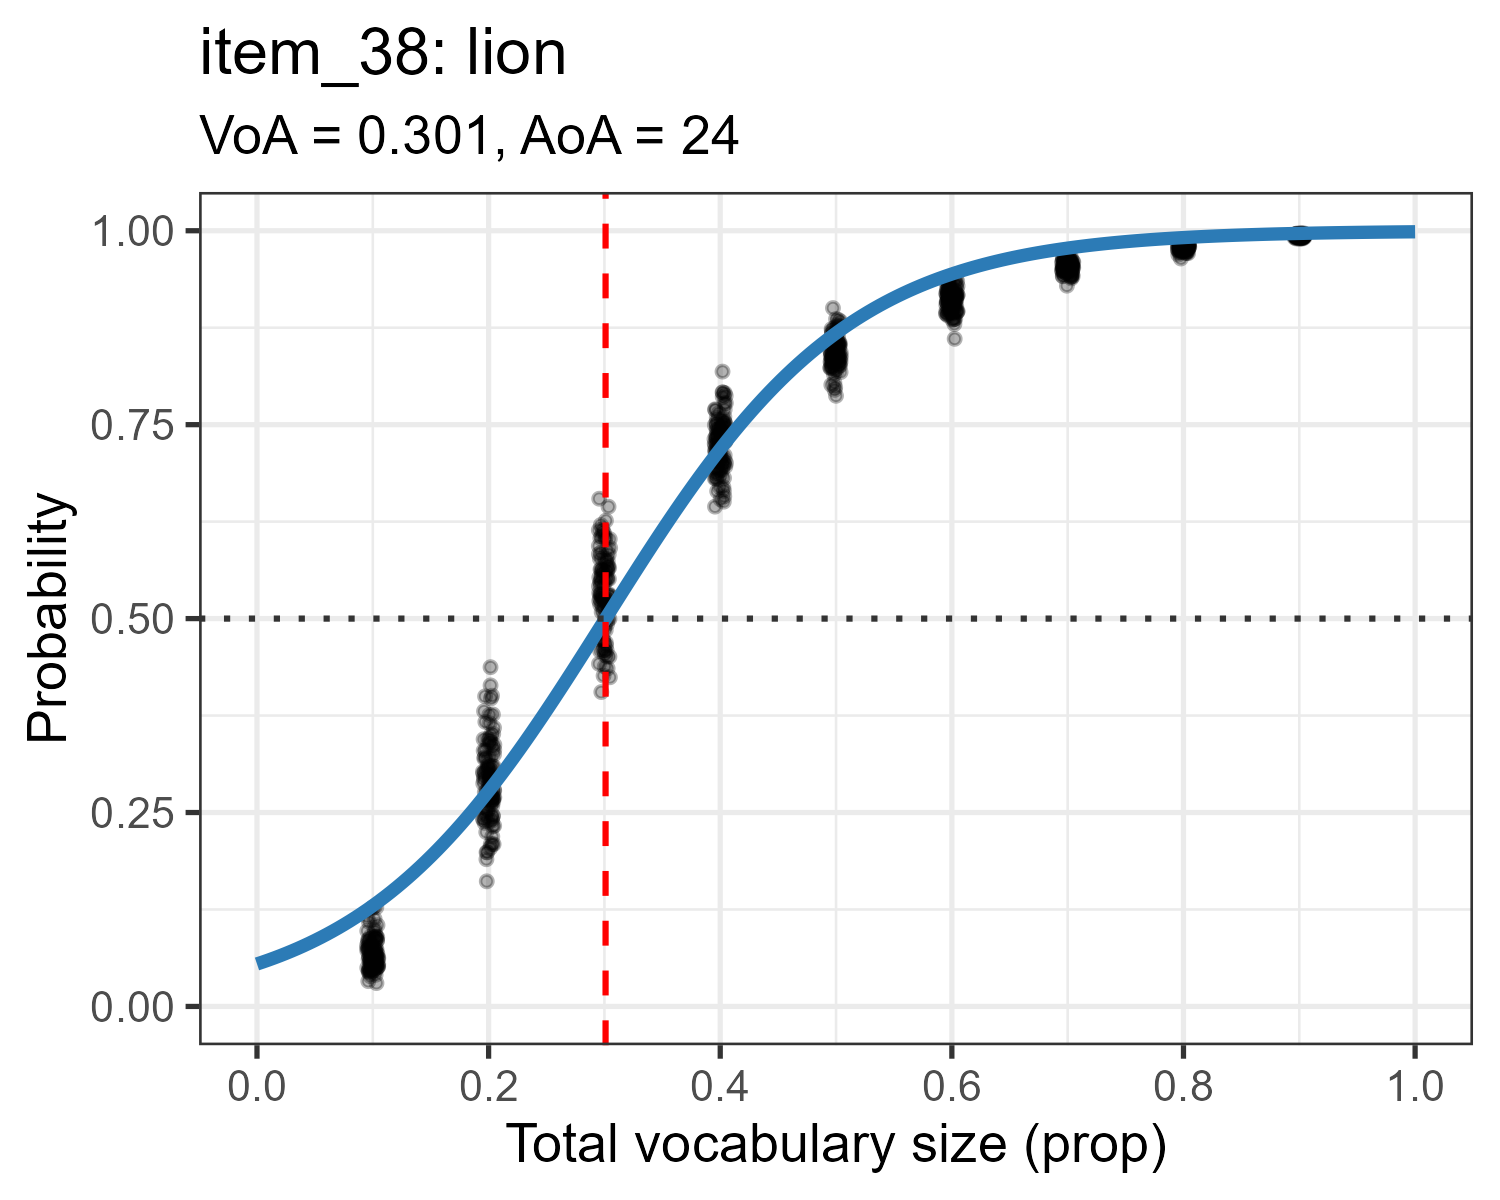 item_38: lion
VoA = 0.301, AoA = 24
1.00
0.75
0.50
0.25
0.00
Probability
0.0 0.2 0.4 0.6 0.8 1.0
Total vocabulary size (prop)